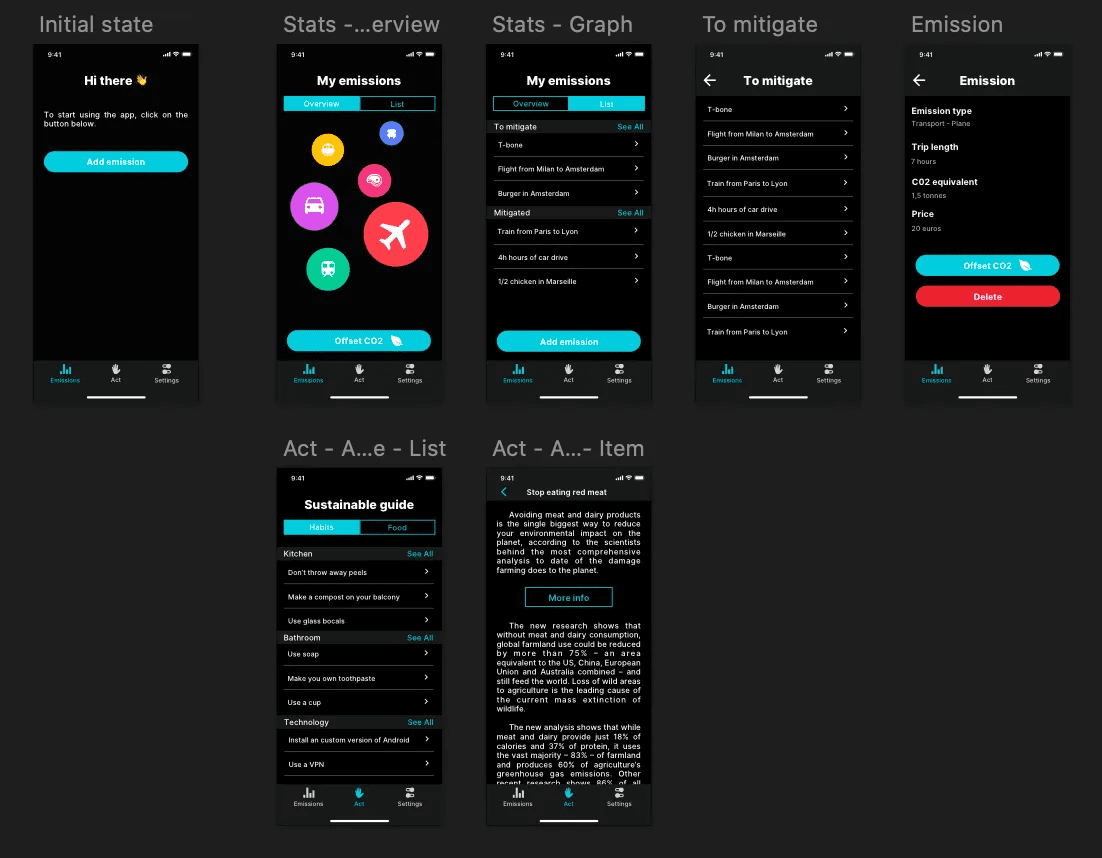 Initial state
9:41
Hi there 👋
To start using the app, click on the
button below.
Add emission
Emissions
Act
Settings
Stats -...erview
9:41
My emissions
Overview
List
Offset CO2
Emissions
Act
Settings
Stats - Graph
9:41
My emissions
Overview
List
To mitigate
See All
T-bone
Flight from Milan to Amsterdam
Burger in Amsterdam
Mitigated
See All
Train from Paris to Lyon
4h hours of car drive
1/2 chicken in Marseille
Add emission
Emissions
Act
Settings
To mitigate
9:41
To mitigate
T-bone
Flight from Milan to Amsterdam
Burger in Amsterdam
Train from Paris to Lyon
4h hours of car drive
1/2 chicken in Marseille
T-bone
Flight from Milan to Amsterdam
Burger in Amsterdam
Train from Paris to Lyon
Emissions
Act
Settings
Emission
9:41
Emission
Emission type
Transport - Plane
Trip length
7 hours
C02 equivalent
1,5 tonnes
Price
20 euros
Offset CO2
Delete
Emissions
Act
Settings
Act - A...e - List
9:41
Sustainable guide
Habits
Food
Kitchen
See All
Don't throw away peels
Make a compost on your balcony
Use glass bocals
Bathroom
See All
Use soap
Make you own toothpaste
Use a cup
Technology
See All
Install an custom version of Android
Use a VPN
Emissions
Act
Settings
Act - A...- Item
9:41
Stop eating red meat
Avoiding meat and dairy products
is the single biggest way to reduce
your environmental impact on the
planet, according to the scientists
behind the most comprehensive
analysis to date of the damage
farming does to the planet.
More info
The new research shows that
without meat and dairy consumption,
global farmland use could be reduced
by more than 75% – an area
equivalent to the US, China, European
Union and Australia combined – and
still feed the world. Loss of wild areas
to agriculture is the leading cause of
the current mass extinction of
wildlife.
The new analysis shows that while
meat and dairy provide just 18% of
calories and 37% of protein, it uses
the vast majority – 83% – of farmland
and produces 60% of agriculture's
greenhouse gas emissions. Other
recent research shows 86% of all
Emissions
Act
Settings